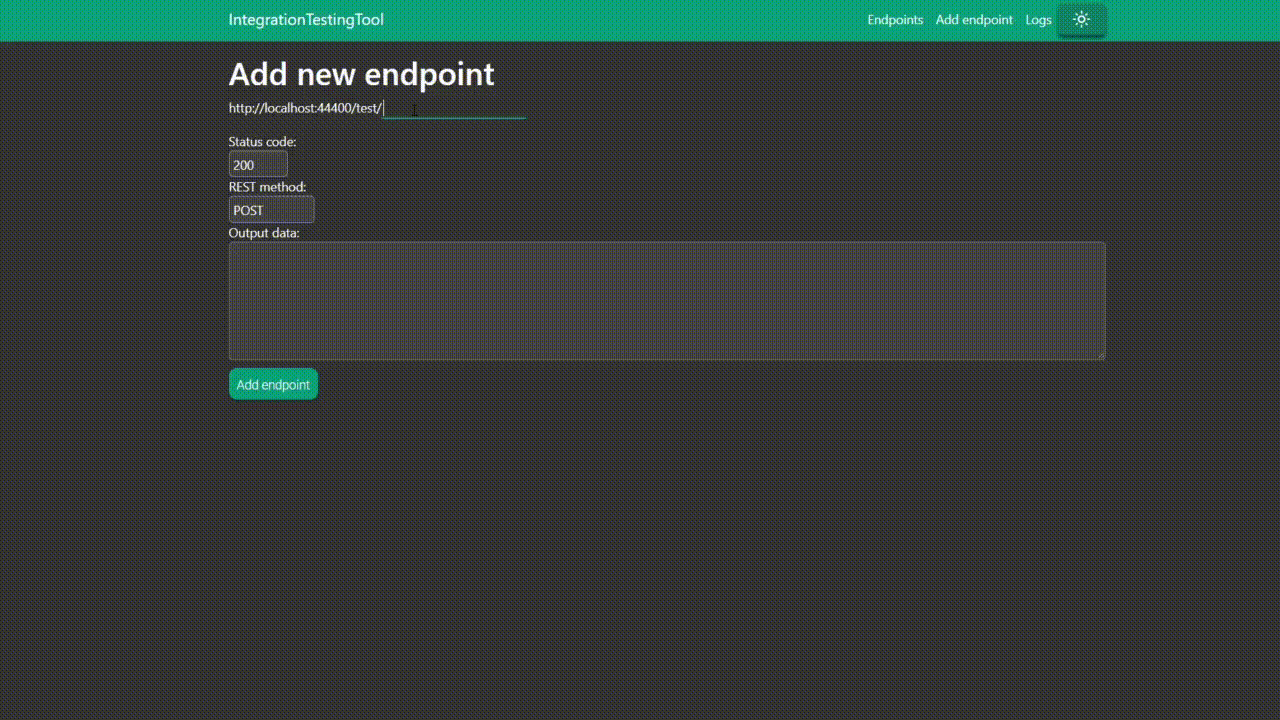 IntegrationTestingTool Endpoints Add endpoint Logs
Add new endpoint
http://localhost:44400/test/
Status code:
200
REST method:
POST
Output data:
Add endpoint